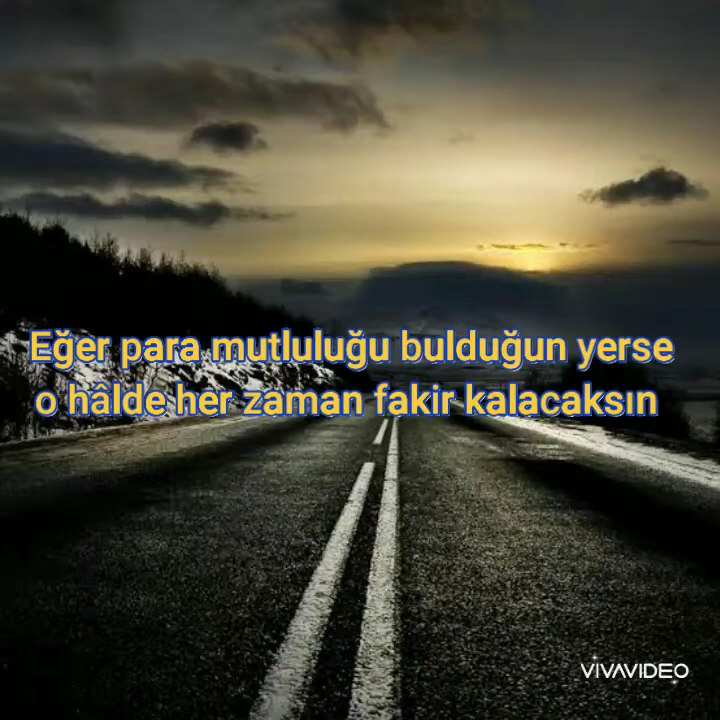 Eğer para mutluluğu bulduğun yerse
o hâlde her zaman fakir kalacaksın
VIVAVIDEO